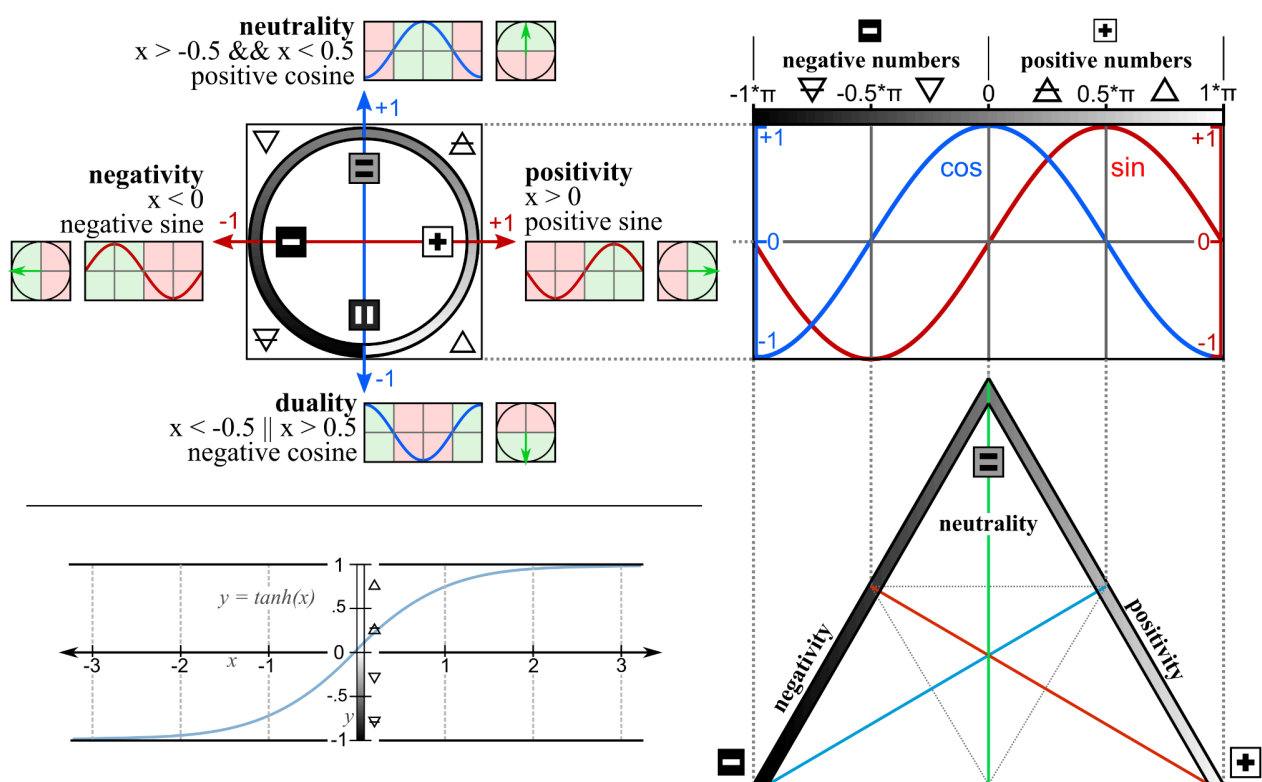 neutrality
x > -0.5 && x < 0.5
positive cosine
+1
negativity
x < 0
negative sine
-1
positivity
x > 0
positive sine
+1
-1
duality
x < -0.5 || x > 0.5
negative cosine
negative numbers
positive numbers
-1*π
-0.5*π
0
0.5*π
1*π
+1
cos
sin
+1
0
0
-1
-1
neutrality
negativity
positivity
y = tanh(x)
1
.5
0
-.5
-1
-3
-2
-1
1
2
3
x
y